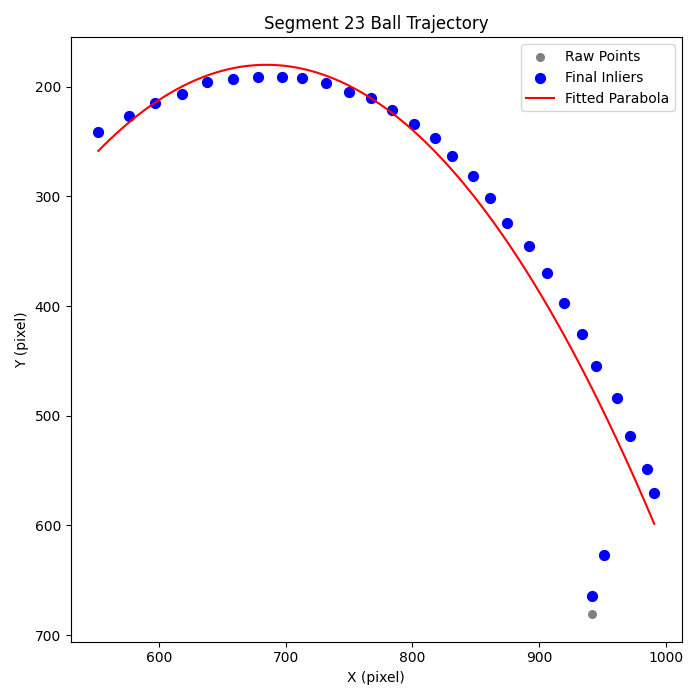 Segment 23 Ball Trajectory
Raw Points
Final Inliers
Fitted Parabola
200
300
400
500
600
700
Y (pixel)
600
700
800
900
1000
X (pixel)